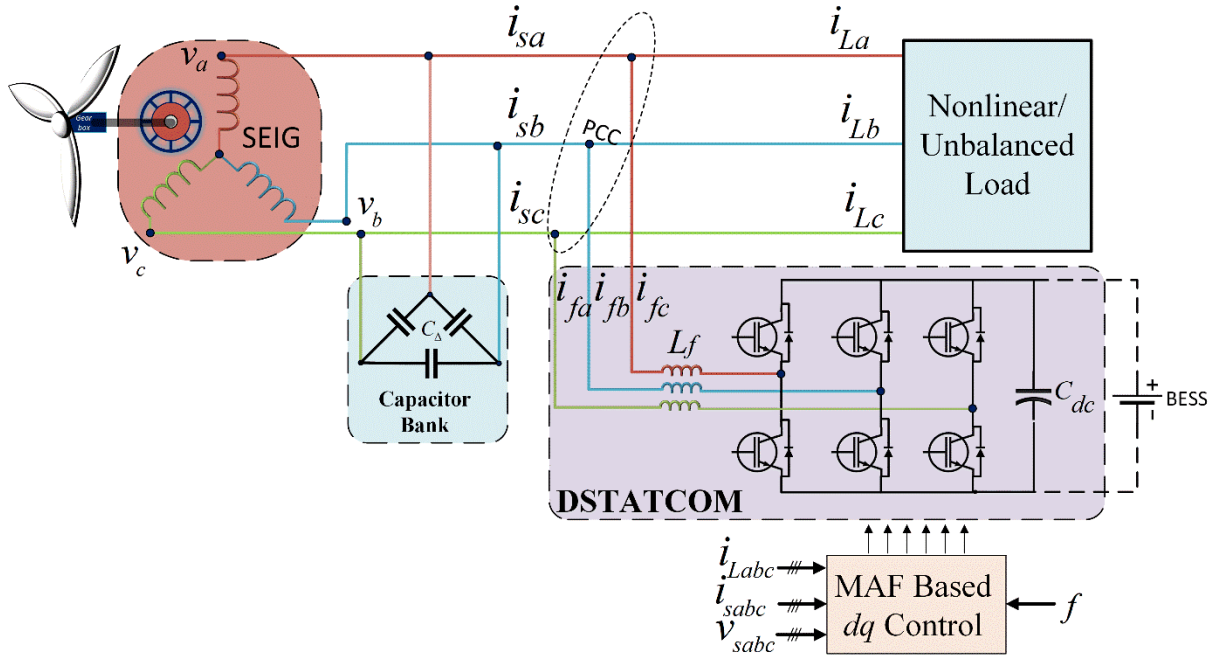 i_sa
i_La
v_a
Gear
box
SEIG
i_sb
PCC
i_Lb
Nonlinear/
Unbalanced
Load
v_b
i_sc
i_Lc
v_c
i_fa i_fb i_fc
C_Δ
L_f
Capacitor
Bank
C_dc
+
BESS
-
DSTATCOM
i_Labc
i_sabc
v_sabc
MAF Based
dq Control
f